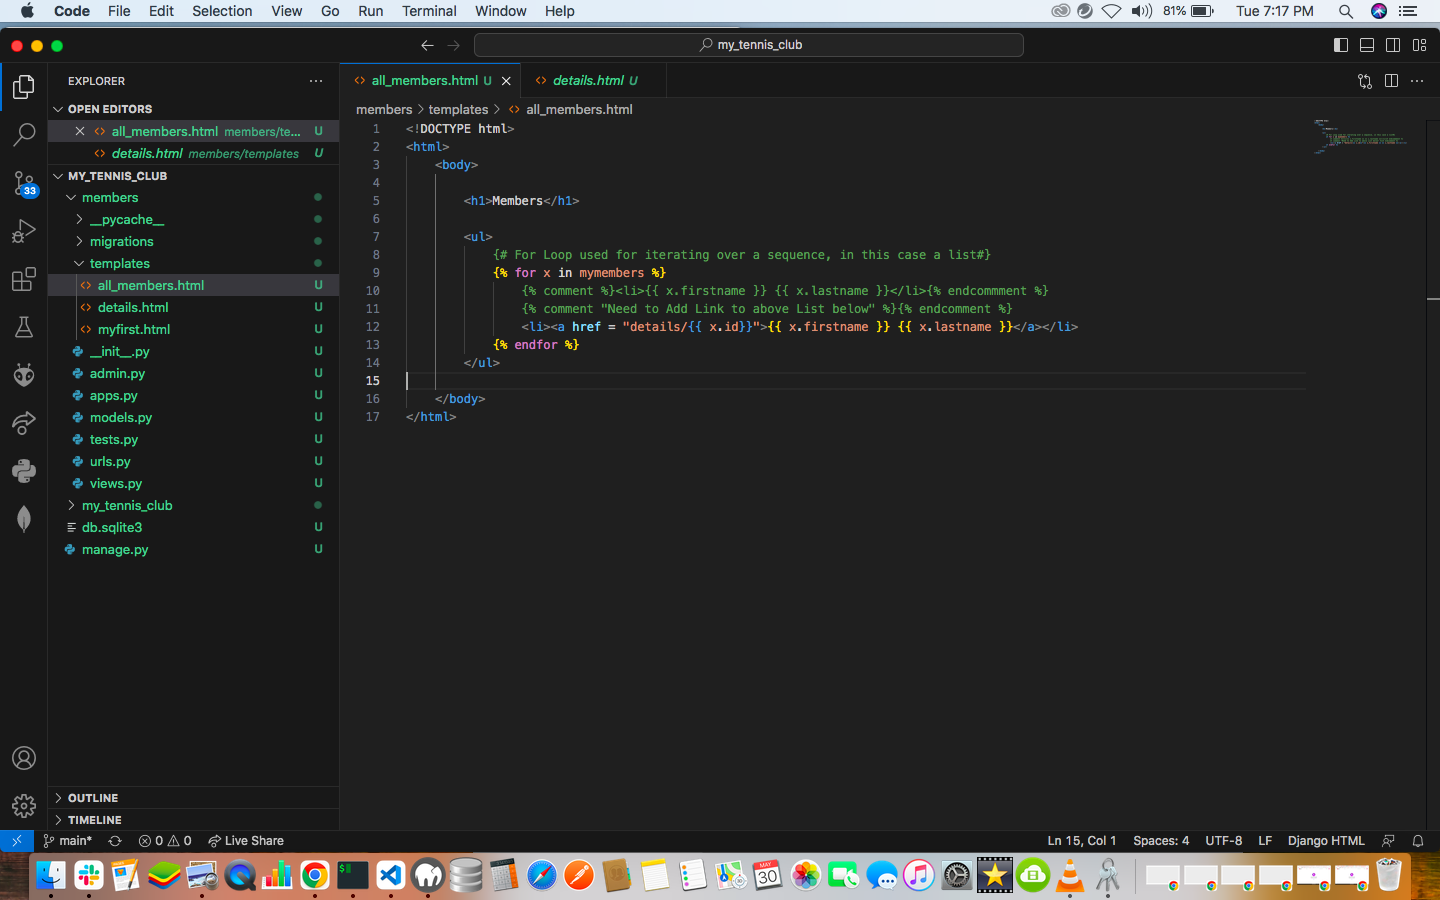 Code File Edit Selection View Go Run Terminal Window Help 81% Tue 7:17 PM
my_tennis_club
EXPLORER
OPEN EDITORS
all_members.html members/te... U
details.html members/templates U
MY_TENNIS_CLUB
members
__pycache__
migrations
templates
all_members.html U
details.html U
myfirst.html U
__init__.py U
admin.py U
apps.py U
models.py U
tests.py U
urls.py U
views.py U
my_tennis_club
db.sqlite3 U
manage.py U
OUTLINE
TIMELINE
33
all_members.html U details.html U
members > templates > all_members.html
1 <!DOCTYPE html>
2 <html>
3 <body>
4
5 <h1>Members</h1>
6
7 <ul>
8 {# For Loop used for iterating over a sequence, in this case a list#}
9 {% for x in mymembers %}
10 {% comment %}<li>{{ x.firstname }} {{ x.lastname }}</li>{% endcommment %}
11 {% comment "Need to Add Link to above List below" %}{% endcomment %}
12 <li><a href = "details/{{ x.id}}">{{ x.firstname }} {{ x.lastname }}</a></li>
13 {% endfor %}
14 </ul>
15
16 </body>
17 </html>
main* 0 0 Live Share Ln 15, Col 1 Spaces: 4 UTF-8 LF Django HTML
MAY
30